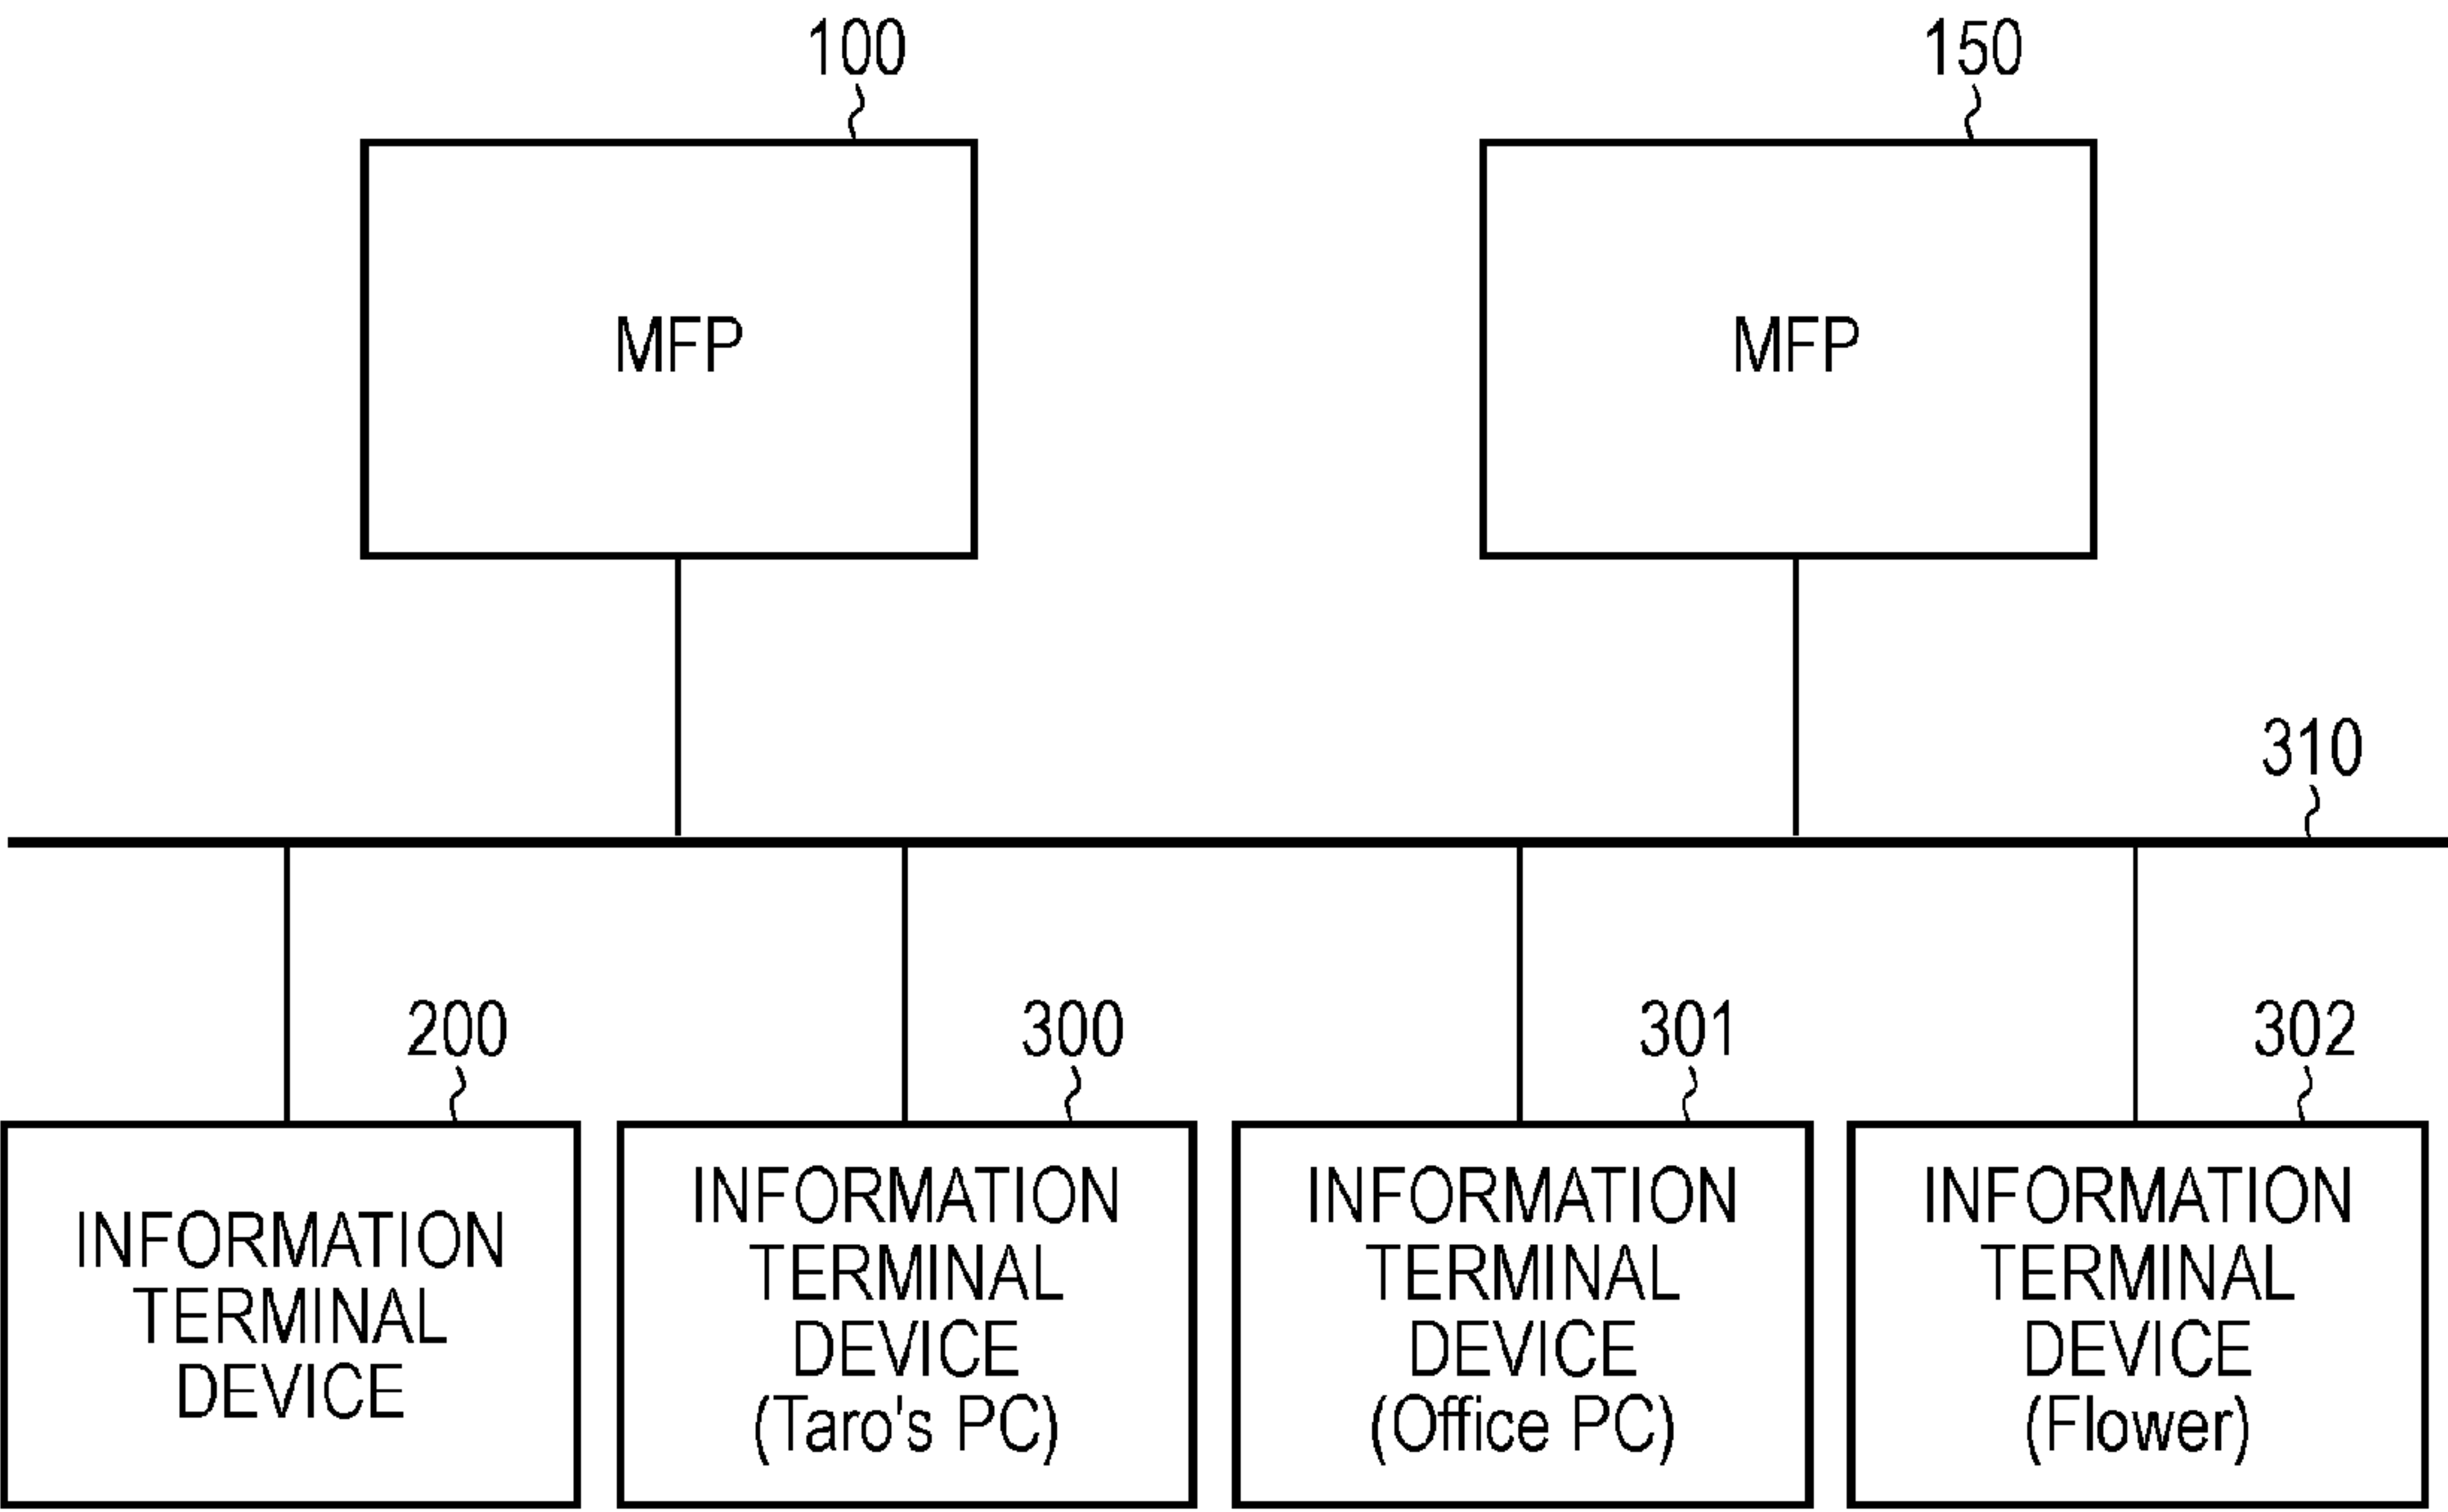 100
150
MFP
MFP
310
200
300
301
302
INFORMATION
TERMINAL
DEVICE
INFORMATION
TERMINAL
DEVICE
(Taro's PC)
INFORMATION
TERMINAL
DEVICE
(Office PC)
INFORMATION
TERMINAL
DEVICE
(Flower)